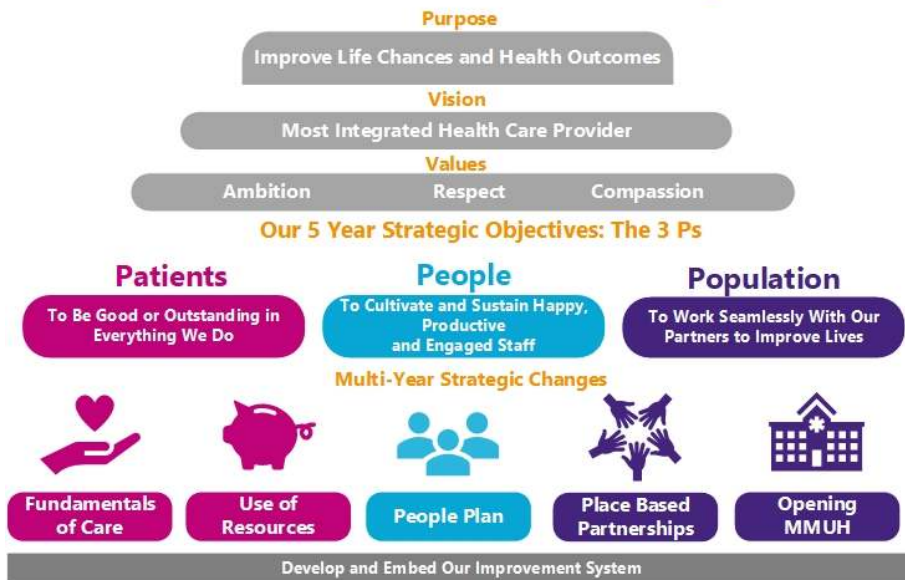 Purpose
Improve Life Chances and Health Outcomes
Vision
Most Integrated Health Care Provider
Values
Ambition Respect Compassion
Our 5 Year Strategic Objectives: The 3 Ps
Patients
To Be Good or Outstanding in
Everything We Do
People
To Cultivate and Sustain Happy,
Productive
and Engaged Staff
Population
To Work Seamlessly With Our
Partners to Improve Lives
Multi-Year Strategic Changes
Fundamentals
of Care
Use of
Resources
People Plan
Place Based
Partnerships
Opening
MMUH
Develop and Embed Our Improvement System